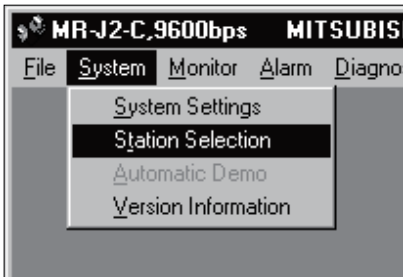 MR-J2-C,9600bps MITSUBIS
File System Monitor Alarm Diagno
System Settings
Station Selection
Automatic Demo
Version Information